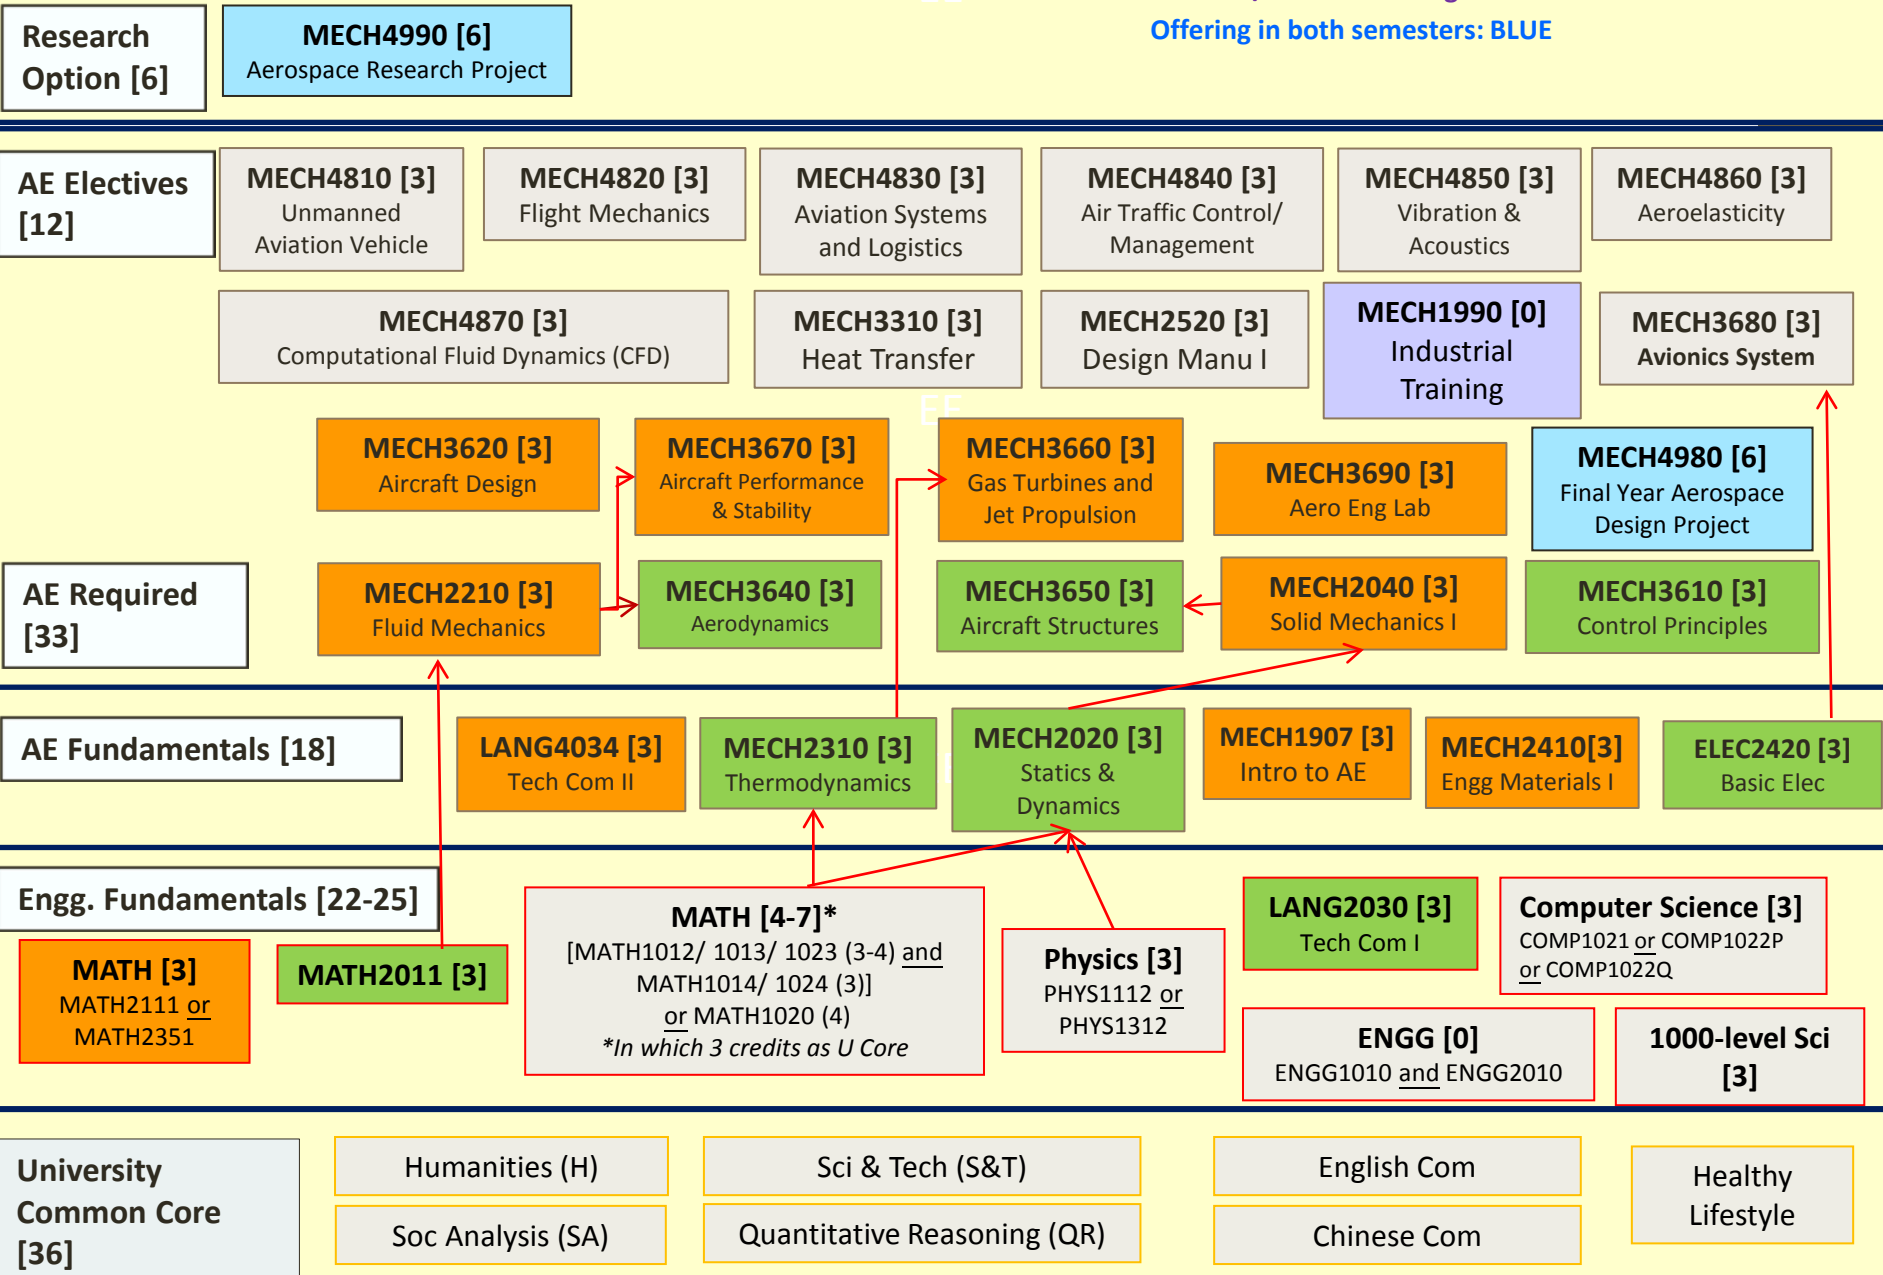 Offering in both semesters: BLUE
Research
Option [6]
MECH4990 [6]
Aerospace Research Project
AE Electives
[12]
MECH4810 [3]
Unmanned
Aviation Vehicle
MECH4820 [3]
Flight Mechanics
MECH4830 [3]
Aviation Systems
and Logistics
MECH4840 [3]
Air Traffic Control/
Management
MECH4850 [3]
Vibration &
Acoustics
MECH4860 [3]
Aeroelasticity
MECH4870 [3]
Computational Fluid Dynamics (CFD)
MECH3310 [3]
Heat Transfer
MECH2520 [3]
Design Manu I
MECH1990 [0]
Industrial
Training
MECH3680 [3]
Avionics System
MECH3620 [3]
Aircraft Design
MECH3670 [3]
Aircraft Performance
& Stability
MECH3660 [3]
Gas Turbines and
Jet Propulsion
MECH3690 [3]
Aero Eng Lab
MECH4980 [6]
Final Year Aerospace
Design Project
AE Required
[33]
MECH2210 [3]
Fluid Mechanics
MECH3640 [3]
Aerodynamics
MECH3650 [3]
Aircraft Structures
MECH2040 [3]
Solid Mechanics I
MECH3610 [3]
Control Principles
AE Fundamentals [18]
LANG4034 [3]
Tech Com II
MECH2310 [3]
Thermodynamics
MECH2020 [3]
Statics &
Dynamics
MECH1907 [3]
Intro to AE
MECH2410[3]
Engg Materials I
ELEC2420 [3]
Basic Elec
Engg. Fundamentals [22-25]
MATH [3]
MATH2111 or
MATH2351
MATH2011 [3]
MATH [4-7]*
[MATH1012/ 1013/ 1023 (3-4) and
MATH1014/ 1024 (3)]
or MATH1020 (4)
*In which 3 credits as U Core
Physics [3]
PHYS1112 or
PHYS1312
LANG2030 [3]
Tech Com I
Computer Science [3]
COMP1021 or COMP1022P
or COMP1022Q
ENGG [0]
ENGG1010 and ENGG2010
1000-level Sci
[3]
University
Common Core
[36]
Humanities (H)
Sci & Tech (S&T)
English Com
Healthy
Lifestyle
Soc Analysis (SA)
Quantitative Reasoning (QR)
Chinese Com